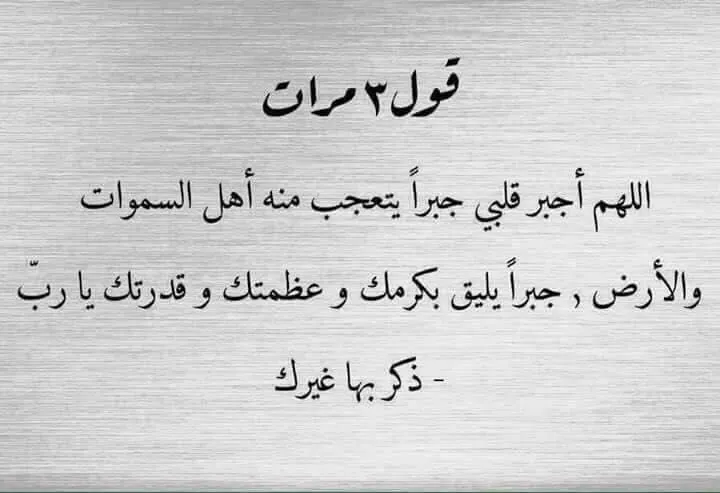 قول ٣ مرات
اللهم أجبر قلبي جبراً يتعجب منه أهل السموات
والأرض , جبراً يليق بكرمك و عظمتك و قدرتك يا ربّ
- ذكر بها غيرك